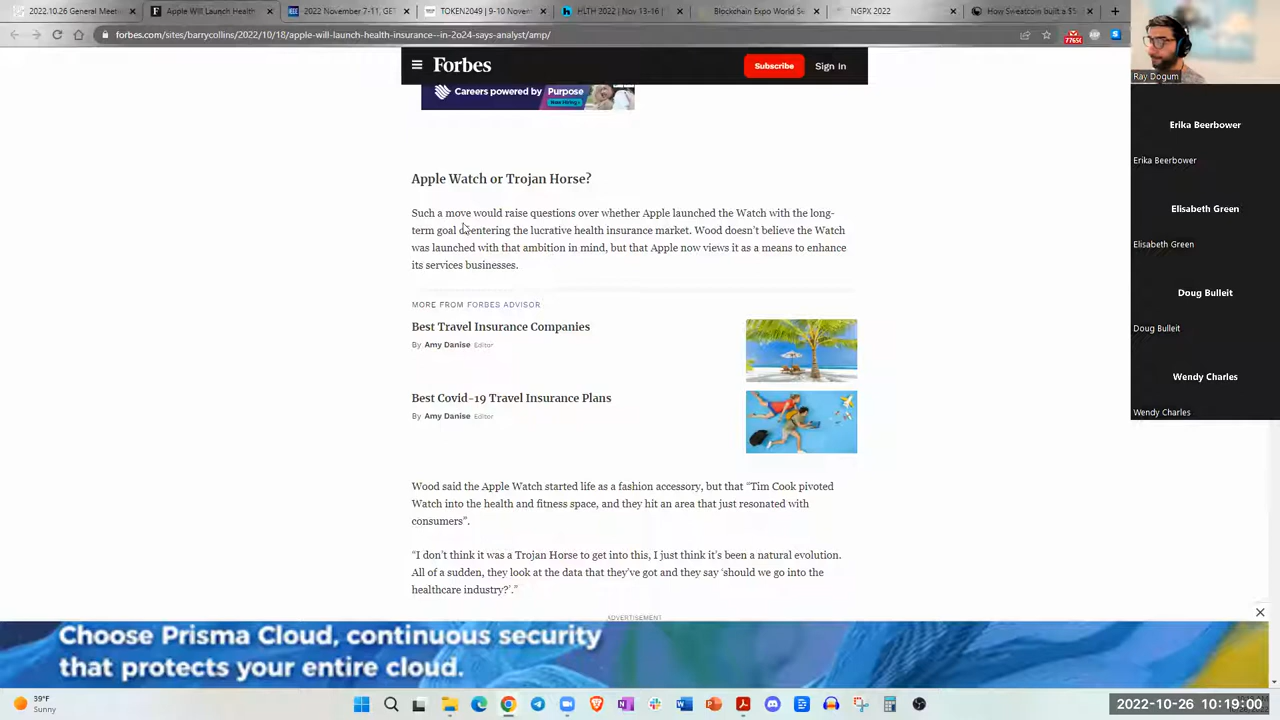 2022.10.26 General Meet
Apple Will Launch Health I
2022 November 7-11, GET
TOKEN2049 | 9-10 Novem
HLTH 2022 | Nov 13-16 |
Blockchain Expo World Se
NGPX 2022
How Sweatcoin built a $1
forbes.com/sites/barrycollins/2022/10/18/apple-will-launch-health-insurance--in-2o24-says-analyst/amp/
Forbes
Subscribe
Sign In
Careers powered by Purpose
Now Hiring
Apple Watch or Trojan Horse?
Such a move would raise questions over whether Apple launched the Watch with the long-
term goal of entering the lucrative health insurance market. Wood doesn't believe the Watch
was launched with that ambition in mind, but that Apple now views it as a means to enhance
its services businesses.
MORE FROM FORBES ADVISOR
Best Travel Insurance Companies
By Amy Danise Editor
Best Covid-19 Travel Insurance Plans
By Amy Danise Editor
Wood said the Apple Watch started life as a fashion accessory, but that “Tim Cook pivoted
Watch into the health and fitness space, and they hit an area that just resonated with
consumers”.
“I don't think it was a Trojan Horse to get into this, I just think it's been a natural evolution.
All of a sudden, they look at the data that they've got and they say ‘should we go into the
healthcare industry?’.”
ADVERTISEMENT
Choose Prisma Cloud, continuous security
that protects your entire cloud.
Ray Dogum
Erika Beerbower
Erika Beerbower
Elisabeth Green
Elisabeth Green
Doug Bulleit
Doug Bulleit
Wendy Charles
Wendy Charles
39°F
Sunny
2022-10-26 10:19:00